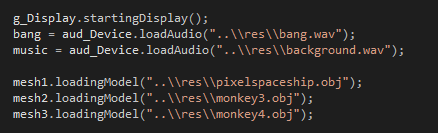 g_Display.startingDisplay();
bang = aud_Device.loadAudio("..\\res\\bang.wav");
music = aud_Device.loadAudio("..\\res\\background.wav");
mesh1.loadingModel("..\\res\\pixelspaceship.obj");
mesh2.loadingModel("..\\res\\monkey3.obj");
mesh3.loadingModel("..\\res\\monkey4.obj");